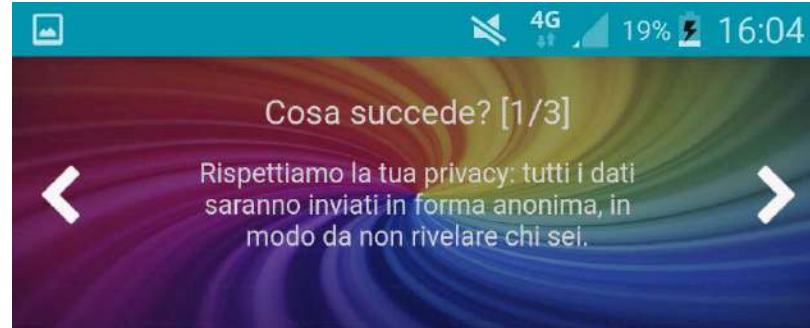 4G 19% 16:04
Cosa succede? [1/3]
Rispettiamo la tua privacy: tutti i dati
saranno inviati in forma anonima, in
modo da non rivelare chi sei.